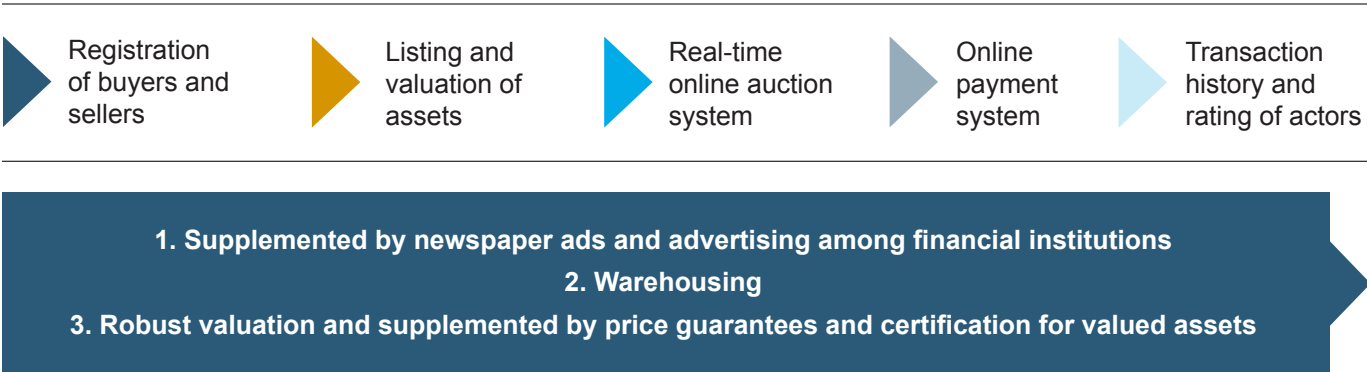 Registration
of buyers and
sellers
Listing and
valuation of
assets
Real-time
online auction
system
Online
payment
system
Transaction
history and
rating of actors
1. Supplemented by newspaper ads and advertising among financial institutions
2. Warehousing
3. Robust valuation and supplemented by price guarantees and certification for valued assets